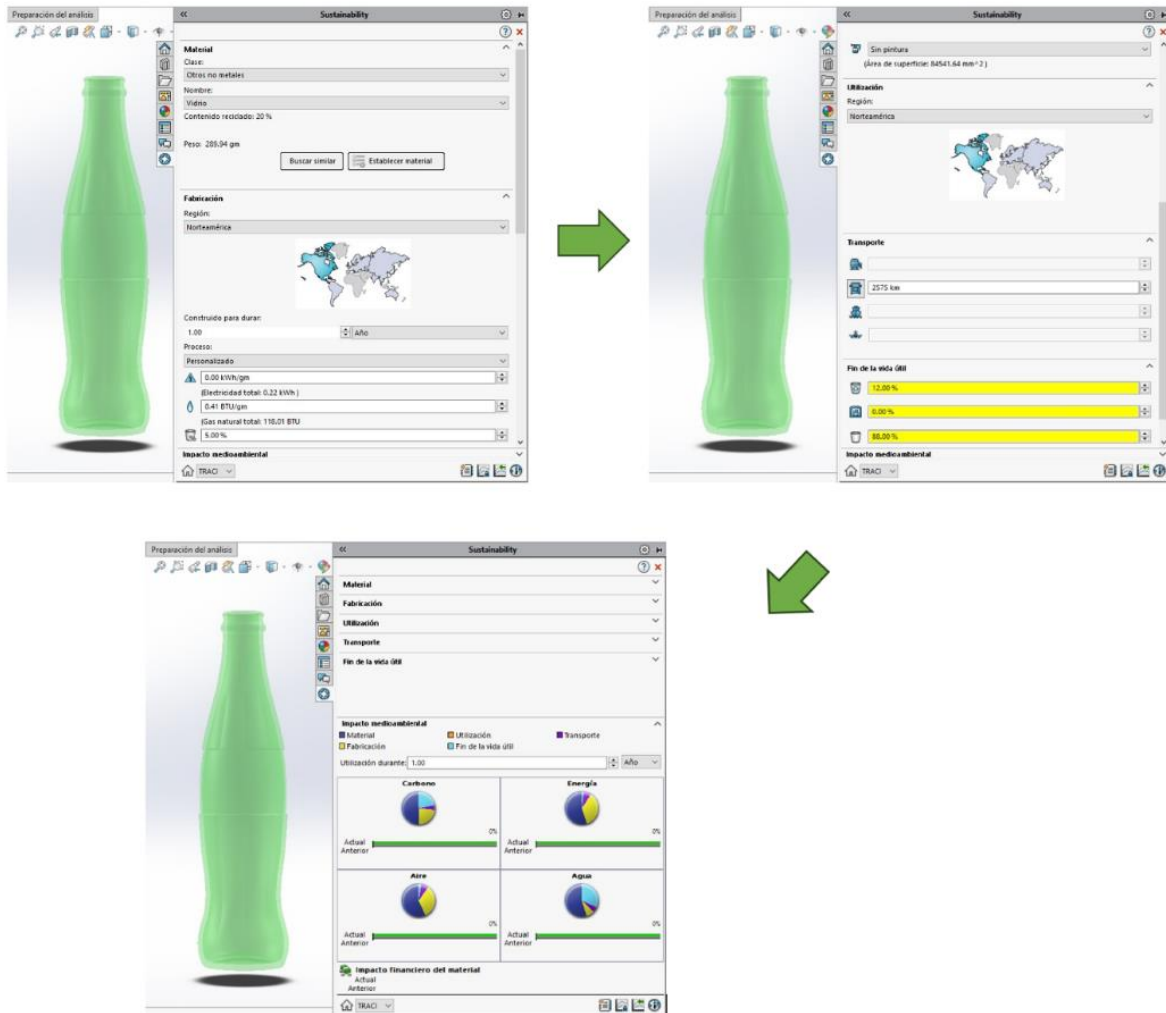 Preparación del análisis
Sustainability
Material
Clase:
Otros no metales
Nombre:
Vidrio
Contenido reciclado: 20 %
Peso: 289.94 gm
Buscar similar
Establecer material
Fabricación
Región:
Norteamérica
Construido para durar:
1.00 Año
Proceso:
Personalizado
0.00 kWh/gm
(Electricidad total: 0.22 kWh )
0.41 BTU/gm
(Gas natural total: 118.01 BTU
5.00 %
Impacto medioambiental
TRACI
Preparación del análisis
Sustainability
Sin pintura
(Área de superficie: 84541.64 mm^2 )
Utilización
Región:
Norteamérica
Transporte
2575 km
Fin de la vida útil
12.00 %
0.00 %
88.00 %
Impacto medioambiental
TRACI
Preparación del análisis
Sustainability
Material
Fabricación
Utilización
Transporte
Fin de la vida útil
Impacto medioambiental
Material Utilización Transporte
Fabricación Fin de la vida útil
Utilización durante: 1.00 Año
Carbono
0%
Actual
Anterior
Energía
0%
Actual
Anterior
Aire
0%
Actual
Anterior
Agua
0%
Actual
Anterior
Impacto financiero del material
Actual
Anterior
TRACI